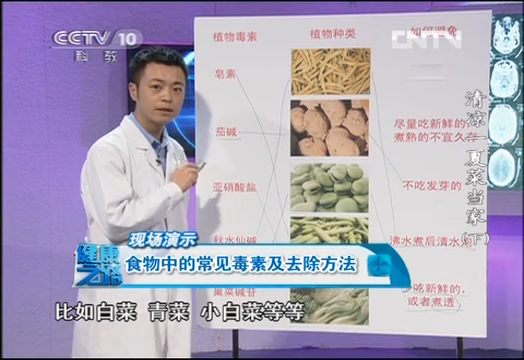 CCTV 10
科教
CNTV
植物毒素
植物种类
如何避免
皂素
茄碱
尽量吃新鲜的
煮熟的不宜久存
亚硝酸盐
不吃发芽的
秋水仙碱
沸水煮后清水
巢菜碱苷
少吃新鲜的,
或者煮透
清凉一夏菜当家
(下)
现场演示
健康之路
食物中的常见毒素及去除方法
比如白菜 青菜 小白菜等等